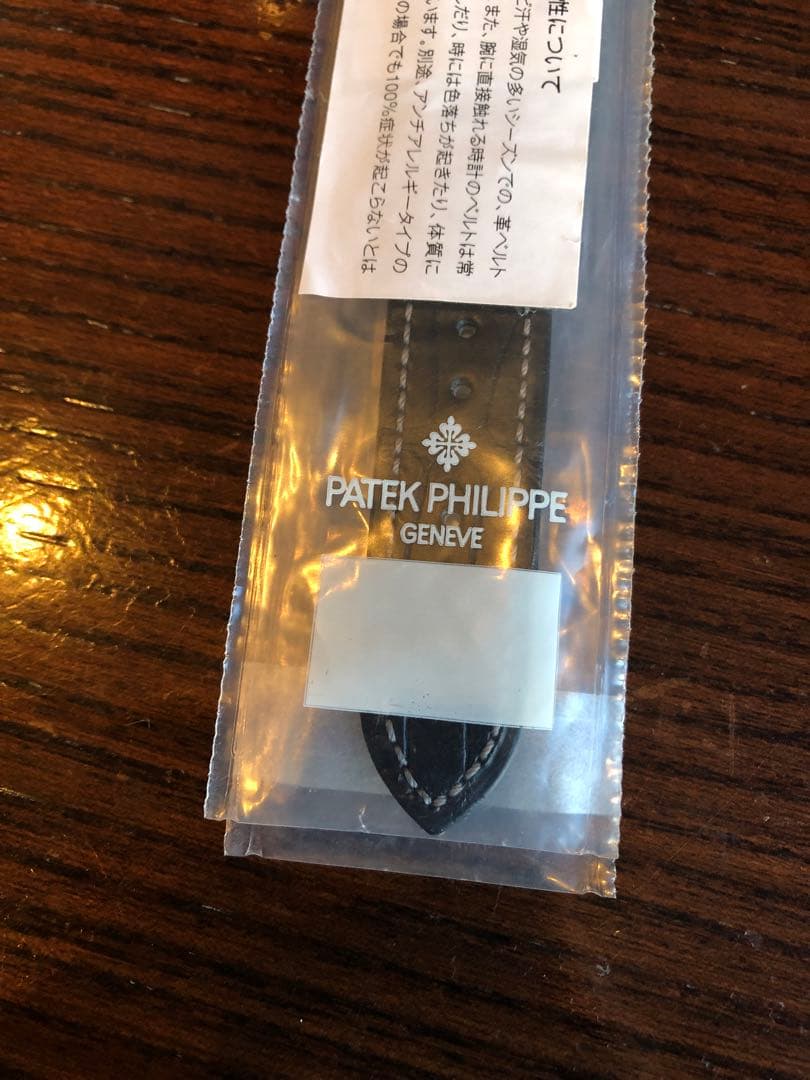 性について
ど汗や湿気の多いシーズンでの、革ベルト
また、腕に直接触れる時計のベルトは常
だり、時には色落ちが起きたり、体質に
います。別途、アンチアレルギータイプの
の場合でも100%症状が起こらないとは
PATEK PHILIPPE
GENEVE